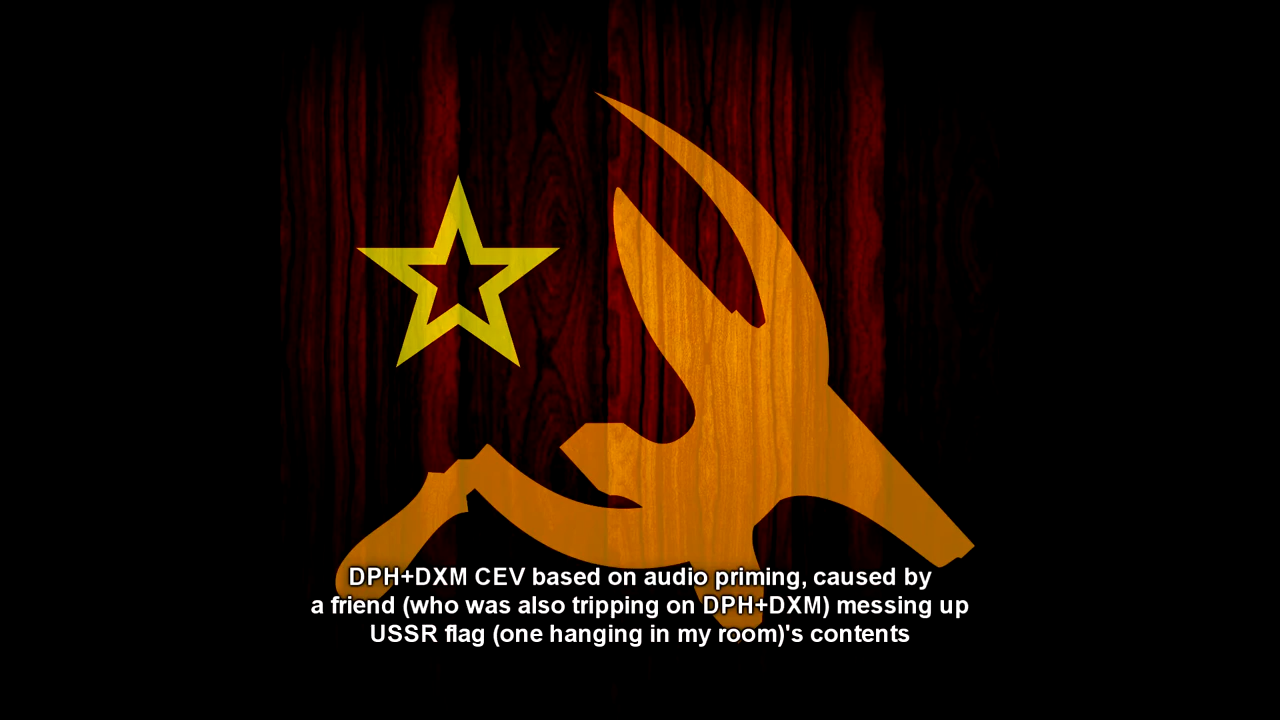 DPH+DXM CEV based on audio priming, caused by
a friend (who was also tripping on DPH+DXM) messing up
USSR flag (one hanging in my room)'s contents